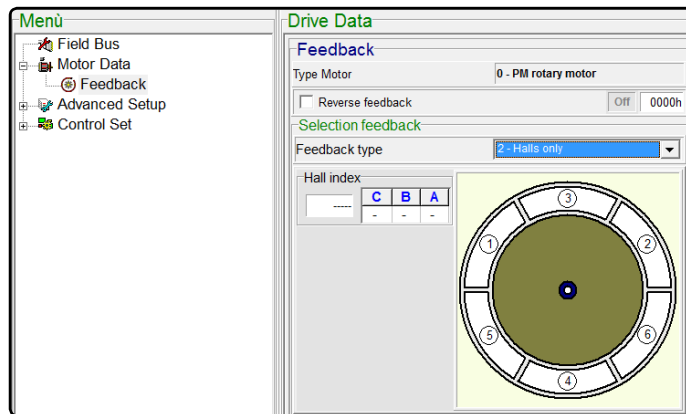 Menù
Field Bus
Motor Data
Feedback
Advanced Setup
Control Set
Drive Data
Feedback
Type Motor 0 - PM rotary motor
Reverse feedback Off 0000h
Selection feedback
Feedback type 2 - Halls only
Hall index
----- C B A
- - -
3
1 2
5 6
4